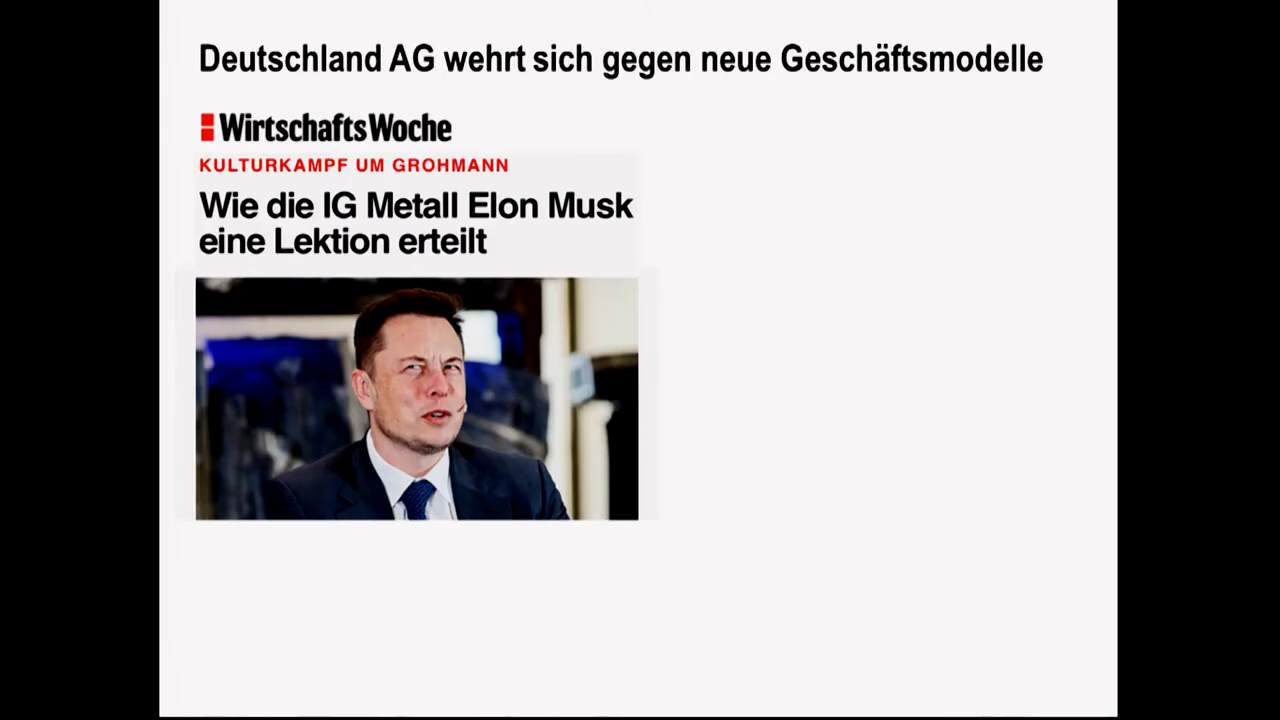 Deutschland AG wehrt sich gegen neue Geschäftsmodelle
WirtschaftsWoche
KULTURKAMPF UM GROHMANN
Wie die IG Metall Elon Musk
eine Lektion erteilt